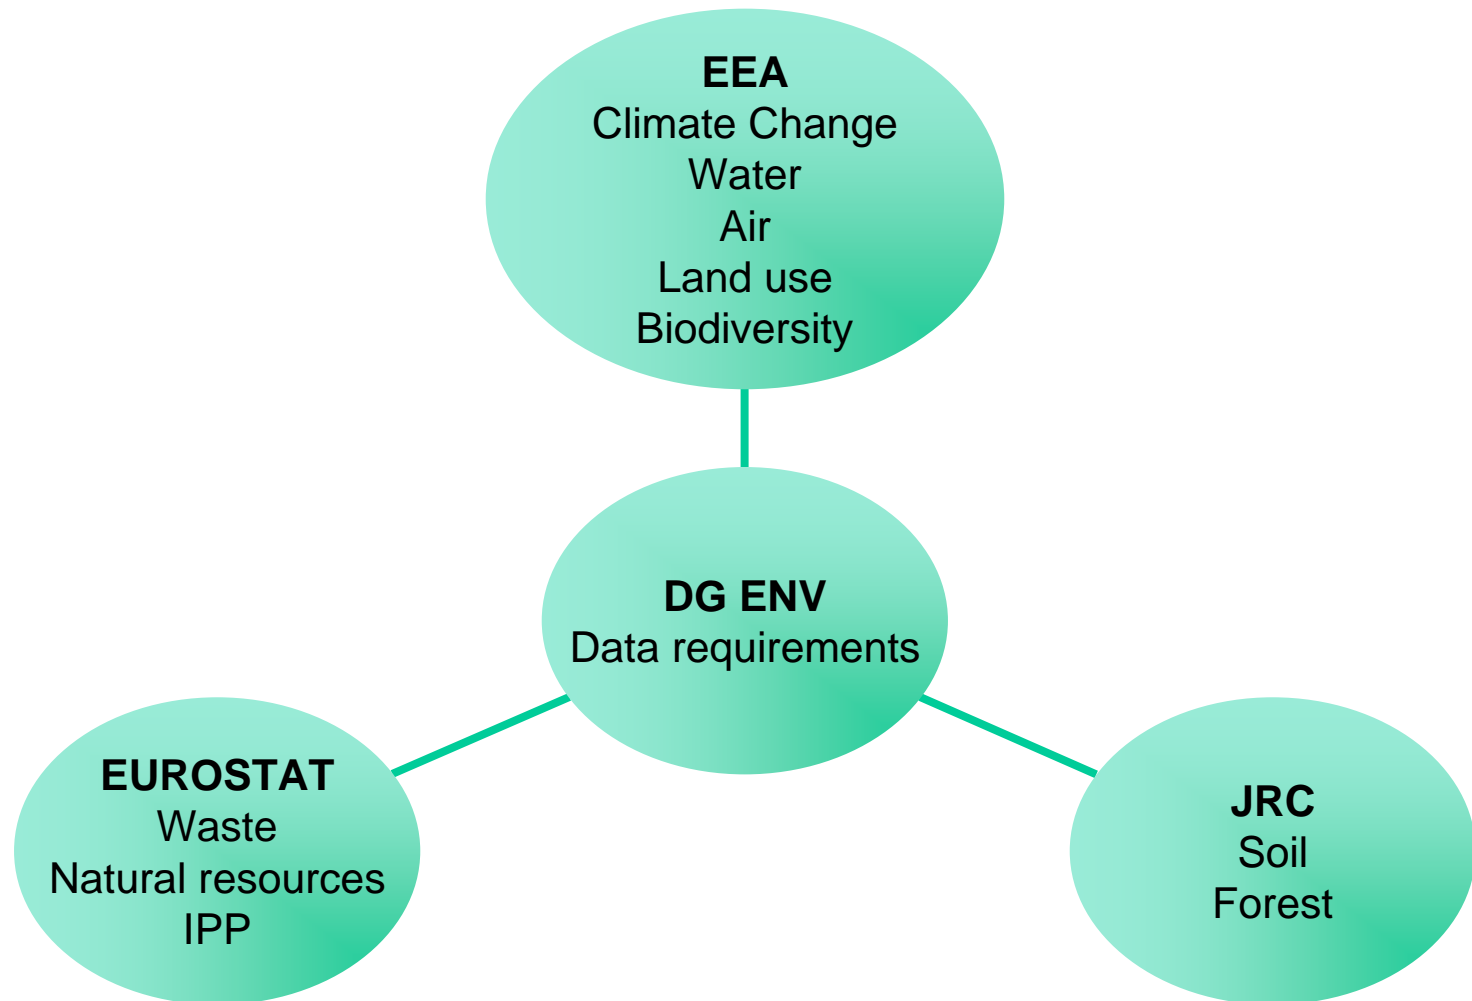 EEA
Climate Change
Water
Air
Land use
Biodiversity
DG ENV
Data requirements
EUROSTAT
Waste
Natural resources
IPP
JRC
Soil
Forest